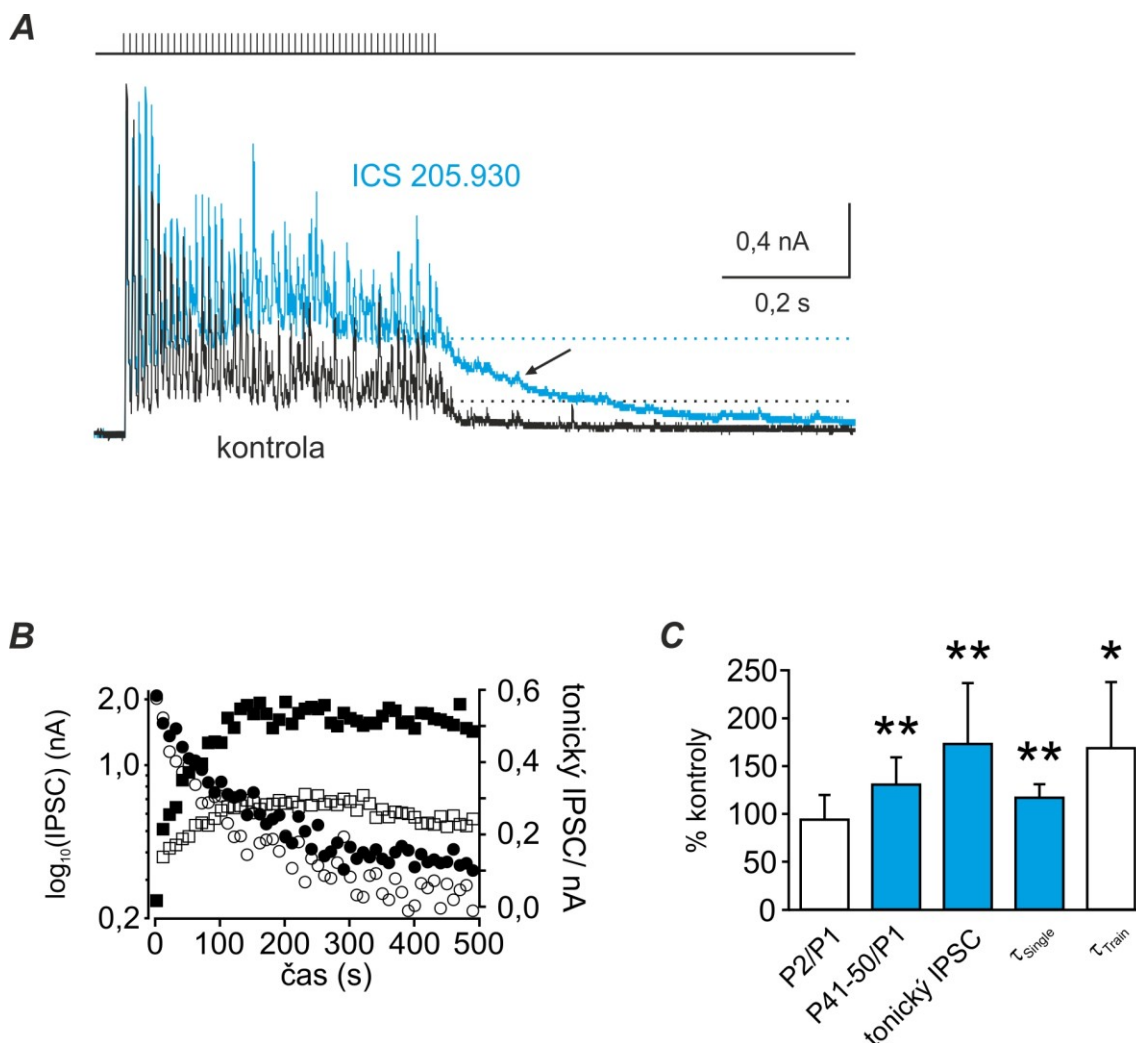 A
ICS 205.930
0,4 nA
0,2 s
kontrola
B
log₁₀(IPSC) (nA)
2,0
1,0
0,2
0 100 200 300 400 500
čas (s)
0,6
0,4
0,2
0,0
tonický IPSC/ nA
C
% kontroly
250
200
150
100
50
0
** ** ** *
P2/P1
P41-50/P1
tonický IPSC
τSingle
τTrain